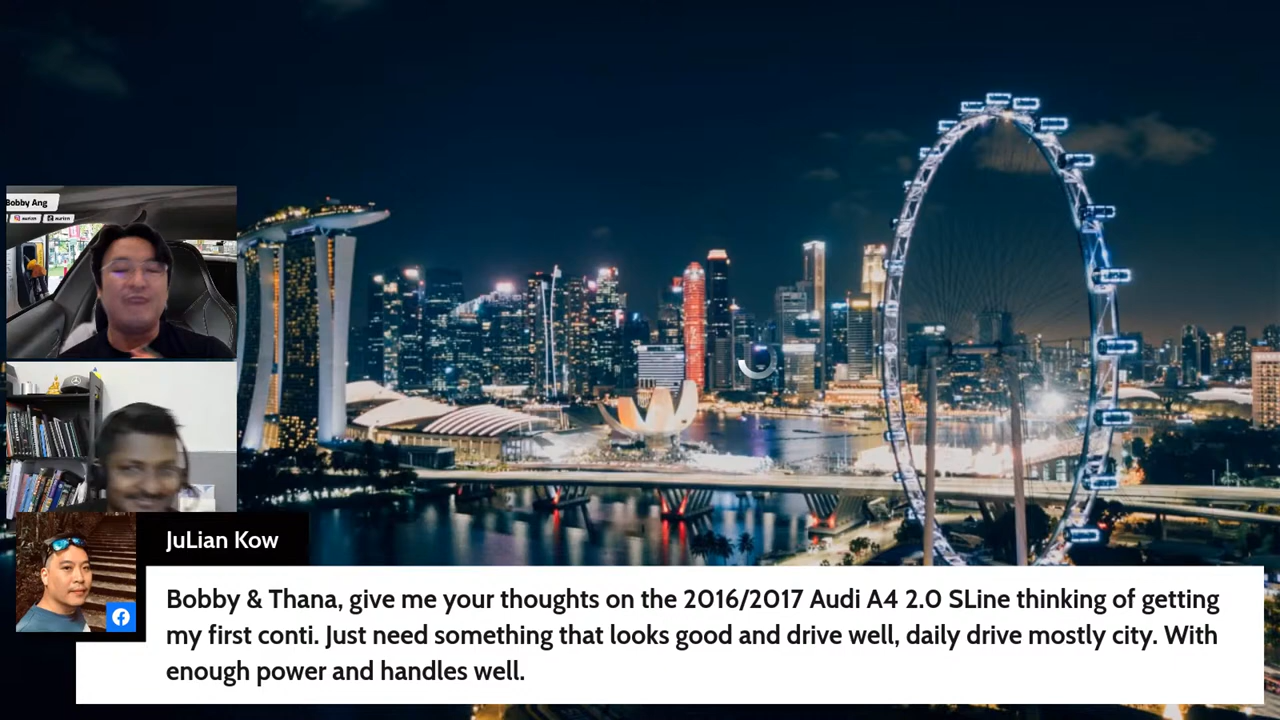 Bobby Ang
JuLian Kow
Bobby & Thana, give me your thoughts on the 2016/2017 Audi A4 2.0 SLine thinking of getting
my first conti. Just need something that looks good and drive well, daily drive mostly city. With
enough power and handles well.